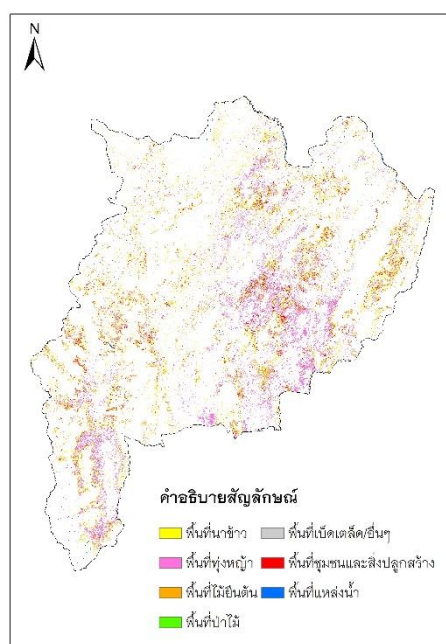 N
คำอธิบายสัญลักษณ์
พื้นที่นาข้าว
พื้นที่เบ็ดเตล็ด/อื่นๆ
พื้นที่ทุ่งหญ้า
พื้นที่ชุมชนและสิ่งปลูกสร้าง
พื้นที่ไม้ยืนต้น
พื้นที่แหล่งน้ำ
พื้นที่ป่าไม้